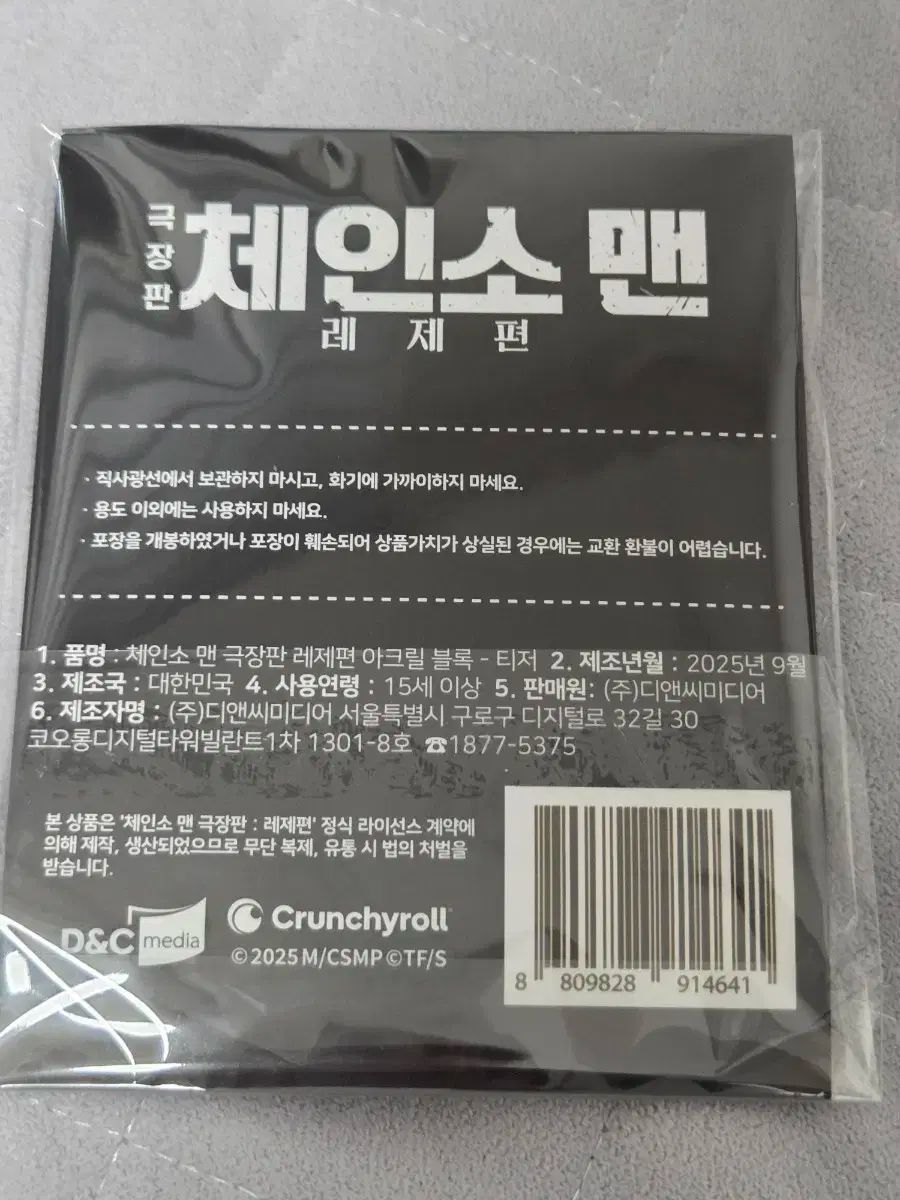 극장판 체인소 맨
레제편
· 직사광선에서 보관하지 마시고, 화기에 가까이하지 마세요.
· 용도 이외에는 사용하지 마세요.
· 포장을 개봉하였거나 포장이 훼손되어 상품가치가 상실된 경우에는 교환 환불이 어렵습니다.
1. 품명 : 체인소 맨 극장판 레제편 아크릴 블록 - 티저 2. 제조년월 : 2025년 9월
3. 제조국 : 대한민국 4. 사용연령 : 15세 이상 5. 판매원: (주)디앤씨미디어
6. 제조자명 : (주)디앤씨미디어 서울특별시 구로구 디지털로 32길 30
코오롱디지털타워빌란트1차 1301-8호 ☎1877-5375
본 상품은 '체인소 맨 극장판 : 레제편' 정식 라이선스 계약에
의해 제작, 생산되었으므로 무단 복제, 유통 시 법의 처벌을
받습니다.
D&C media
Crunchyroll
©2025 M/CSMP ©TF/S
8 809828 914641